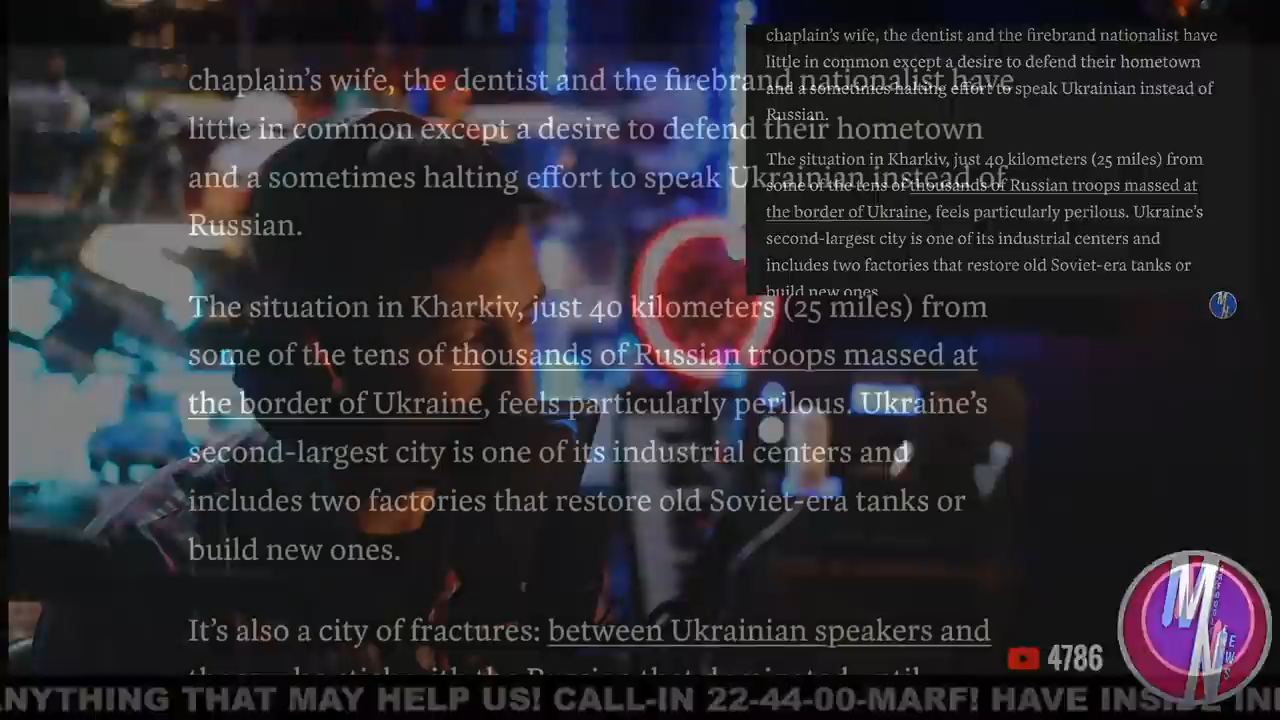 chaplain’s wife, the dentist and the firebrand nationalist have
little in common except a desire to defend their hometown
and a sometimes halting effort to speak Ukrainian instead of
Russian.
The situation in Kharkiv, just 40 kilometers (25 miles) from
some of the tens of thousands of Russian troops massed at
the border of Ukraine, feels particularly perilous. Ukraine’s
second-largest city is one of its industrial centers and
includes two factories that restore old Soviet-era tanks or
build new ones.
It’s also a city of fractures: between Ukrainian speakers and
chaplain’s wife, the dentist and the firebrand nationalist have
little in common except a desire to defend their hometown
and a sometimes halting effort to speak Ukrainian instead of
Russian.
The situation in Kharkiv, just 40 kilometers (25 miles) from
some of the tens of thousands of Russian troops massed at
the border of Ukraine, feels particularly perilous. Ukraine’s
second-largest city is one of its industrial centers and
includes two factories that restore old Soviet-era tanks or
build new ones
4786
ANYTHING THAT MAY HELP US! CALL-IN 22-44-00-MARF! HAVE